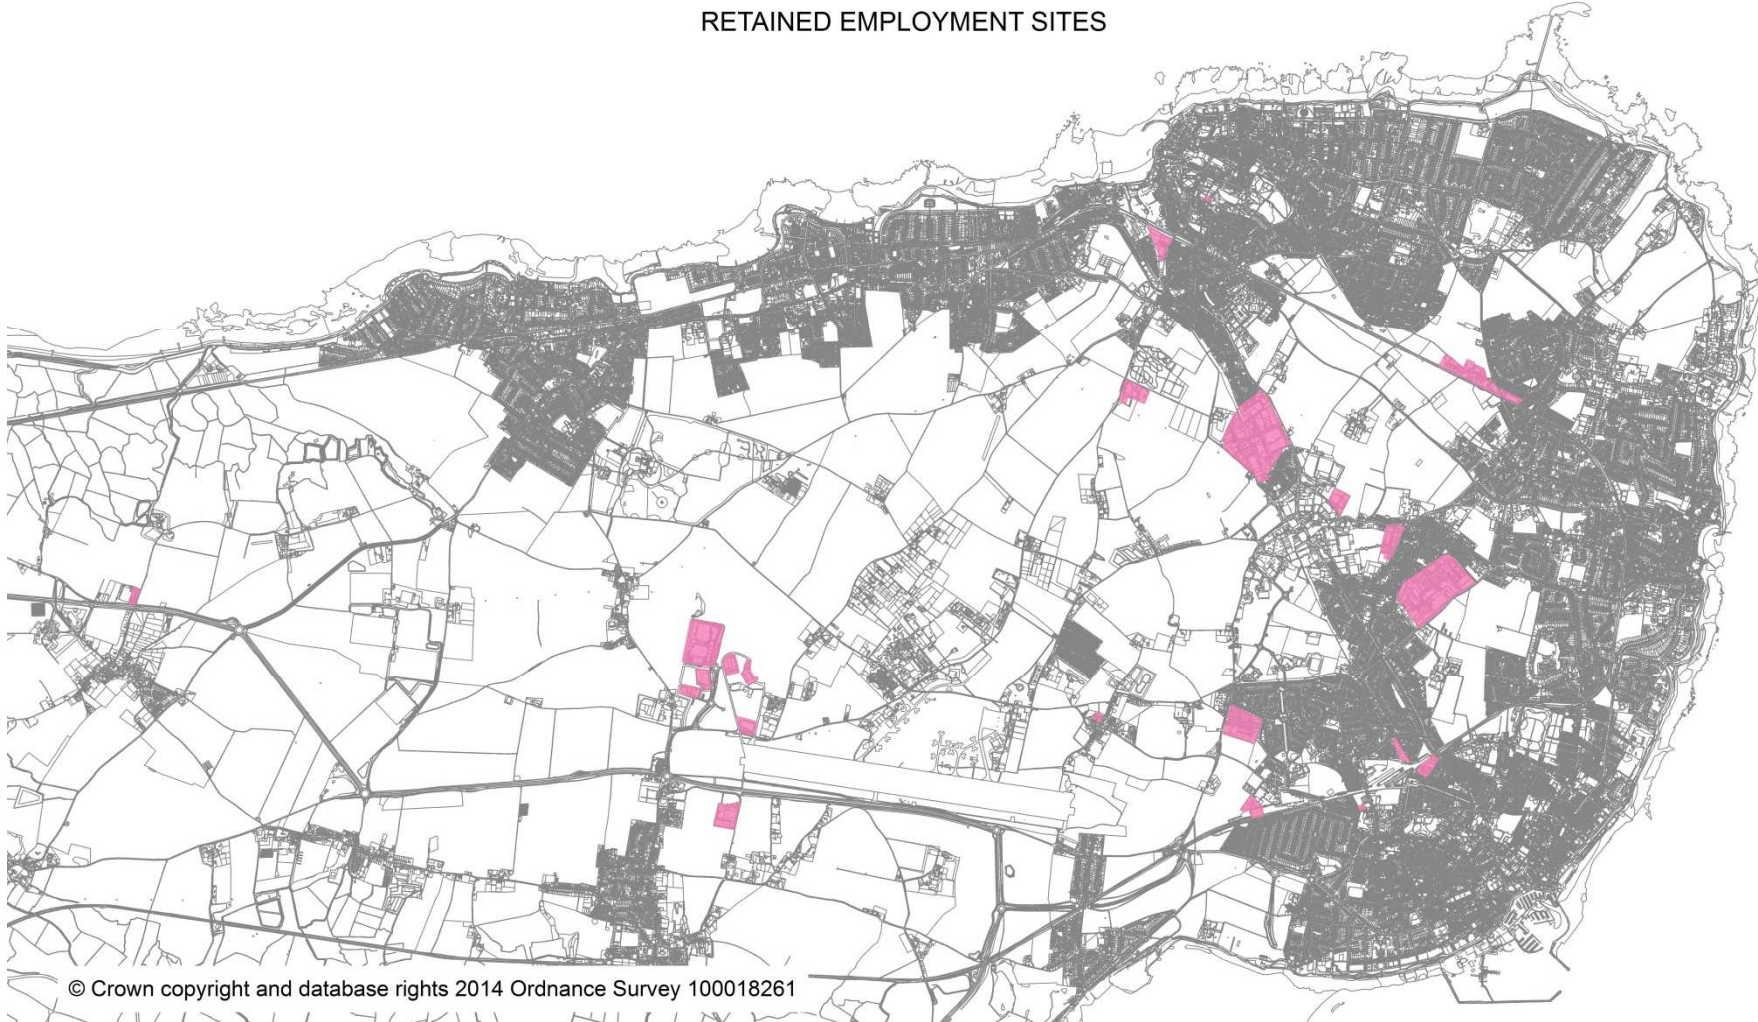 RETAINED EMPLOYMENT SITES
© Crown copyright and database rights 2014 Ordnance Survey 100018261